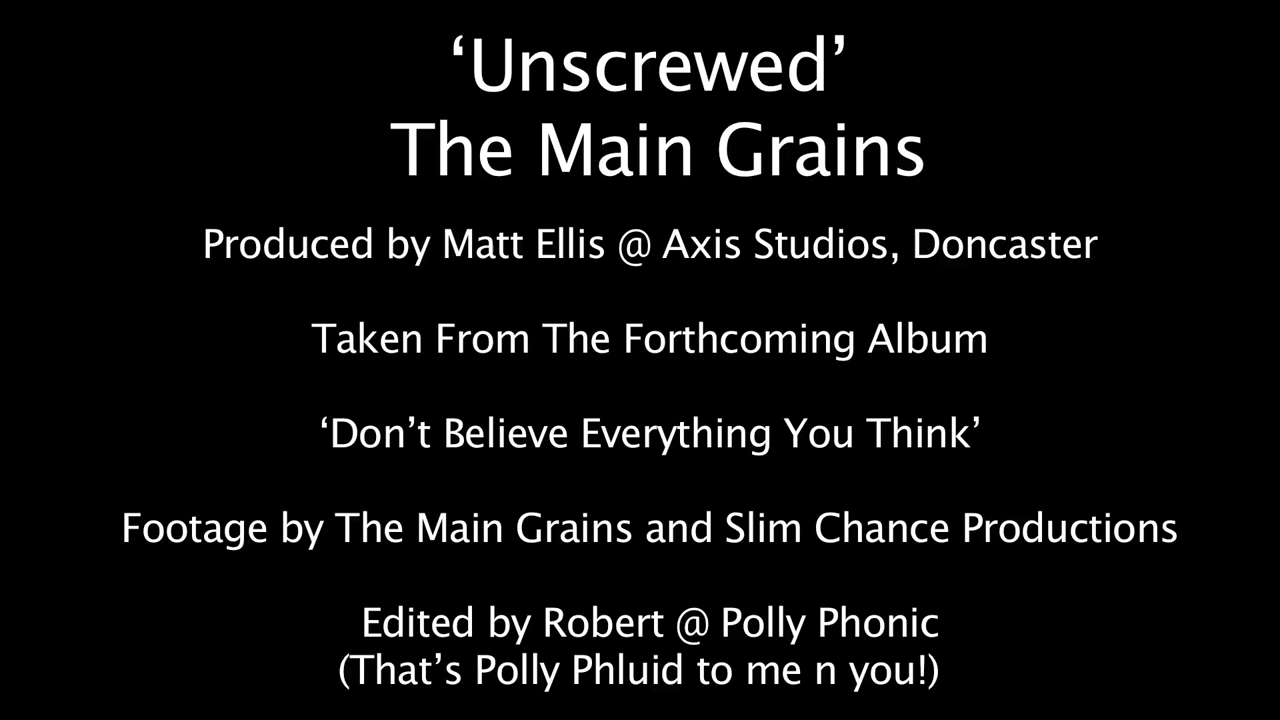 ‘Unscrewed’
The Main Grains
Produced by Matt Ellis @ Axis Studios, Doncaster
Taken From The Forthcoming Album
‘Don’t Believe Everything You Think’
Footage by The Main Grains and Slim Chance Productions
Edited by Robert @ Polly Phonic
(That’s Polly Phluid to me n you!)